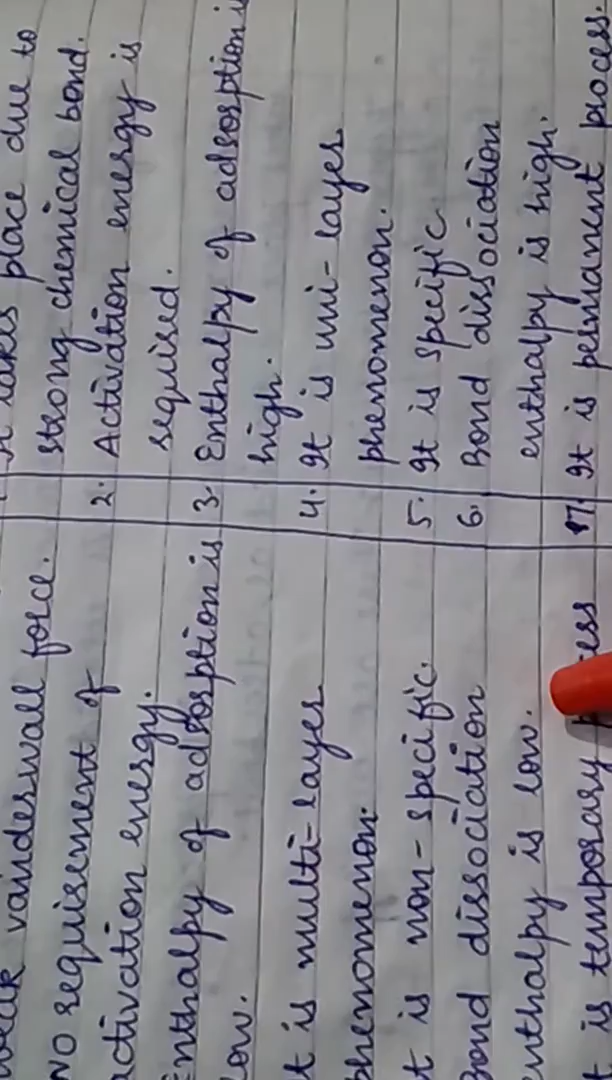 weak vanderswall force.
No requirement of
activation energy.
Enthalpy of adsorption is
low.
It is multi-layer
phenomenon.
It is non-specific.
Bond dissociation
enthalpy is low.
It is temporary
It takes place due to
strong chemical bond.
2. Activation energy is
required.
3. Enthalpy of adsorption is
high.
4. It is uni-layer
phenomenon.
5. It is specific.
6. Bond dissociation
enthalpy is high.
7. It is permanent process.